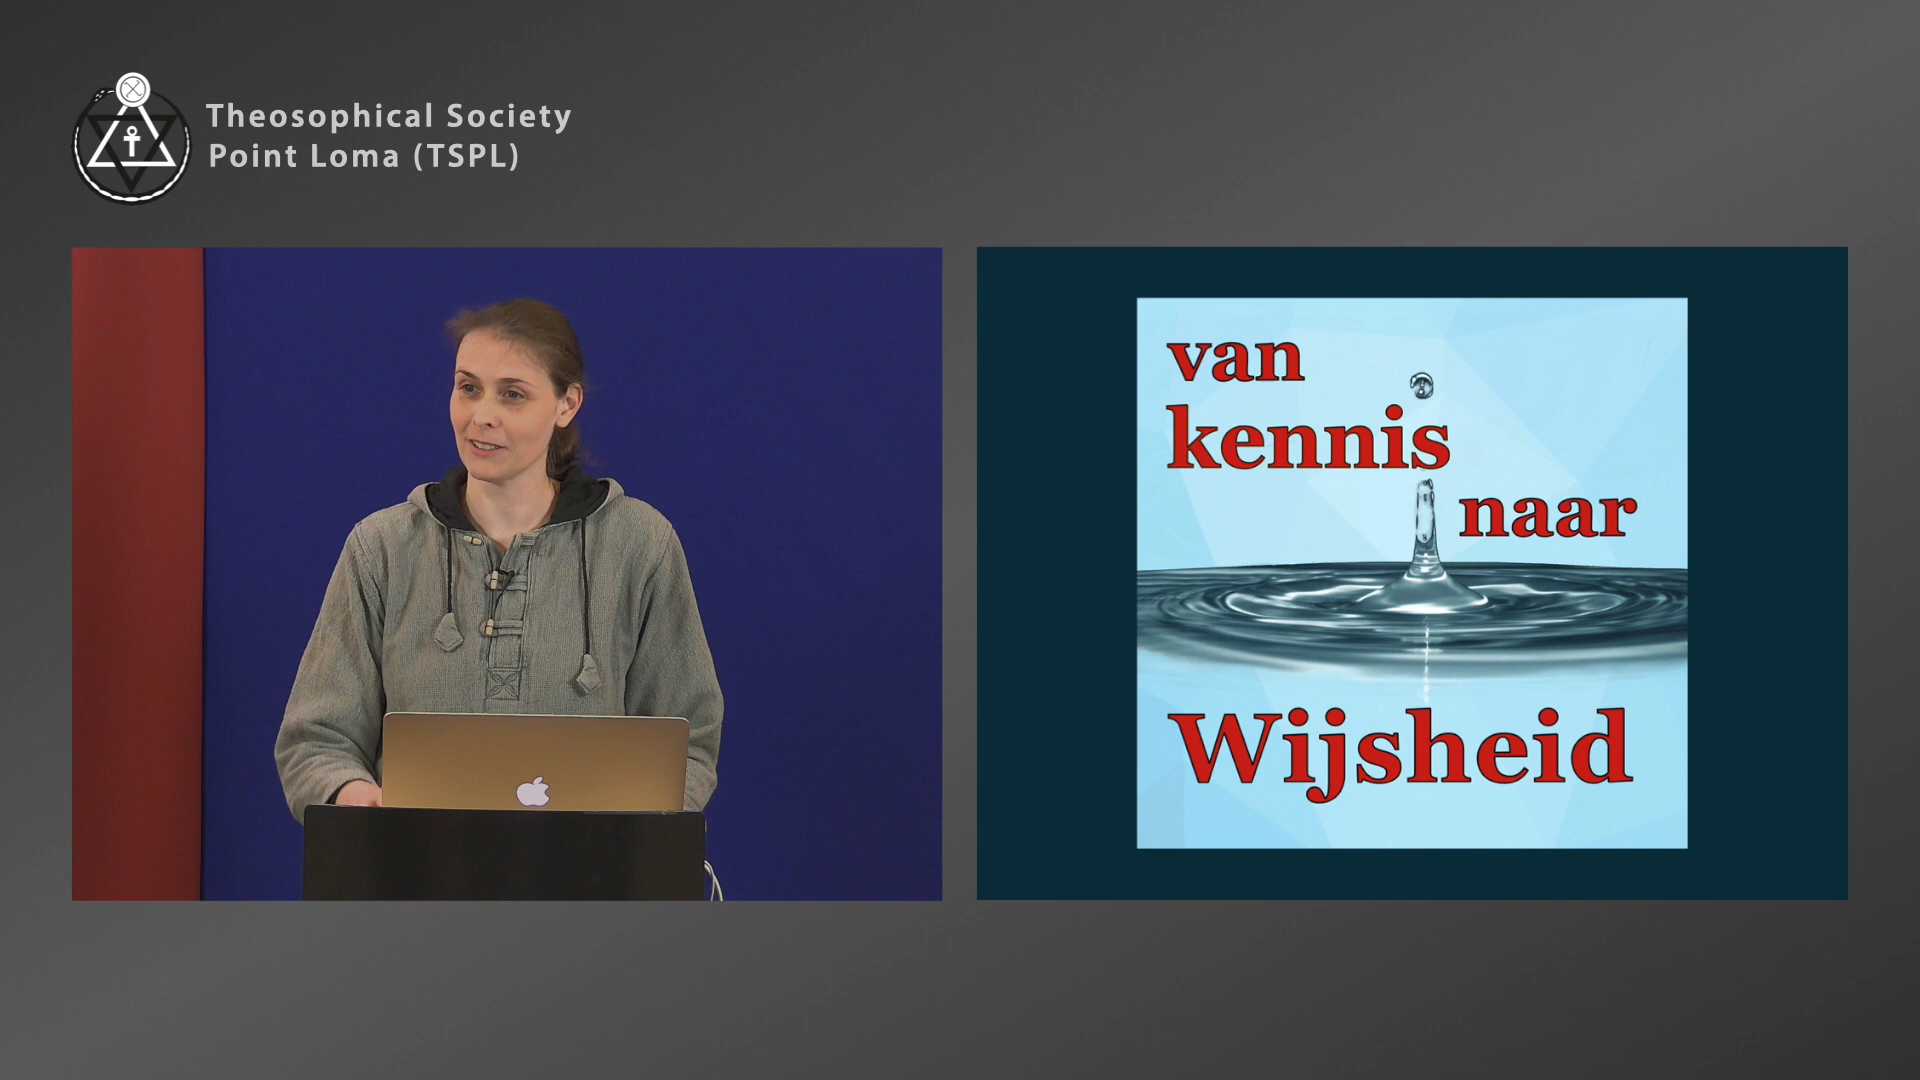 Theosophical Society
Point Loma (TSPL)
van
kennis
naar
Wijsheid